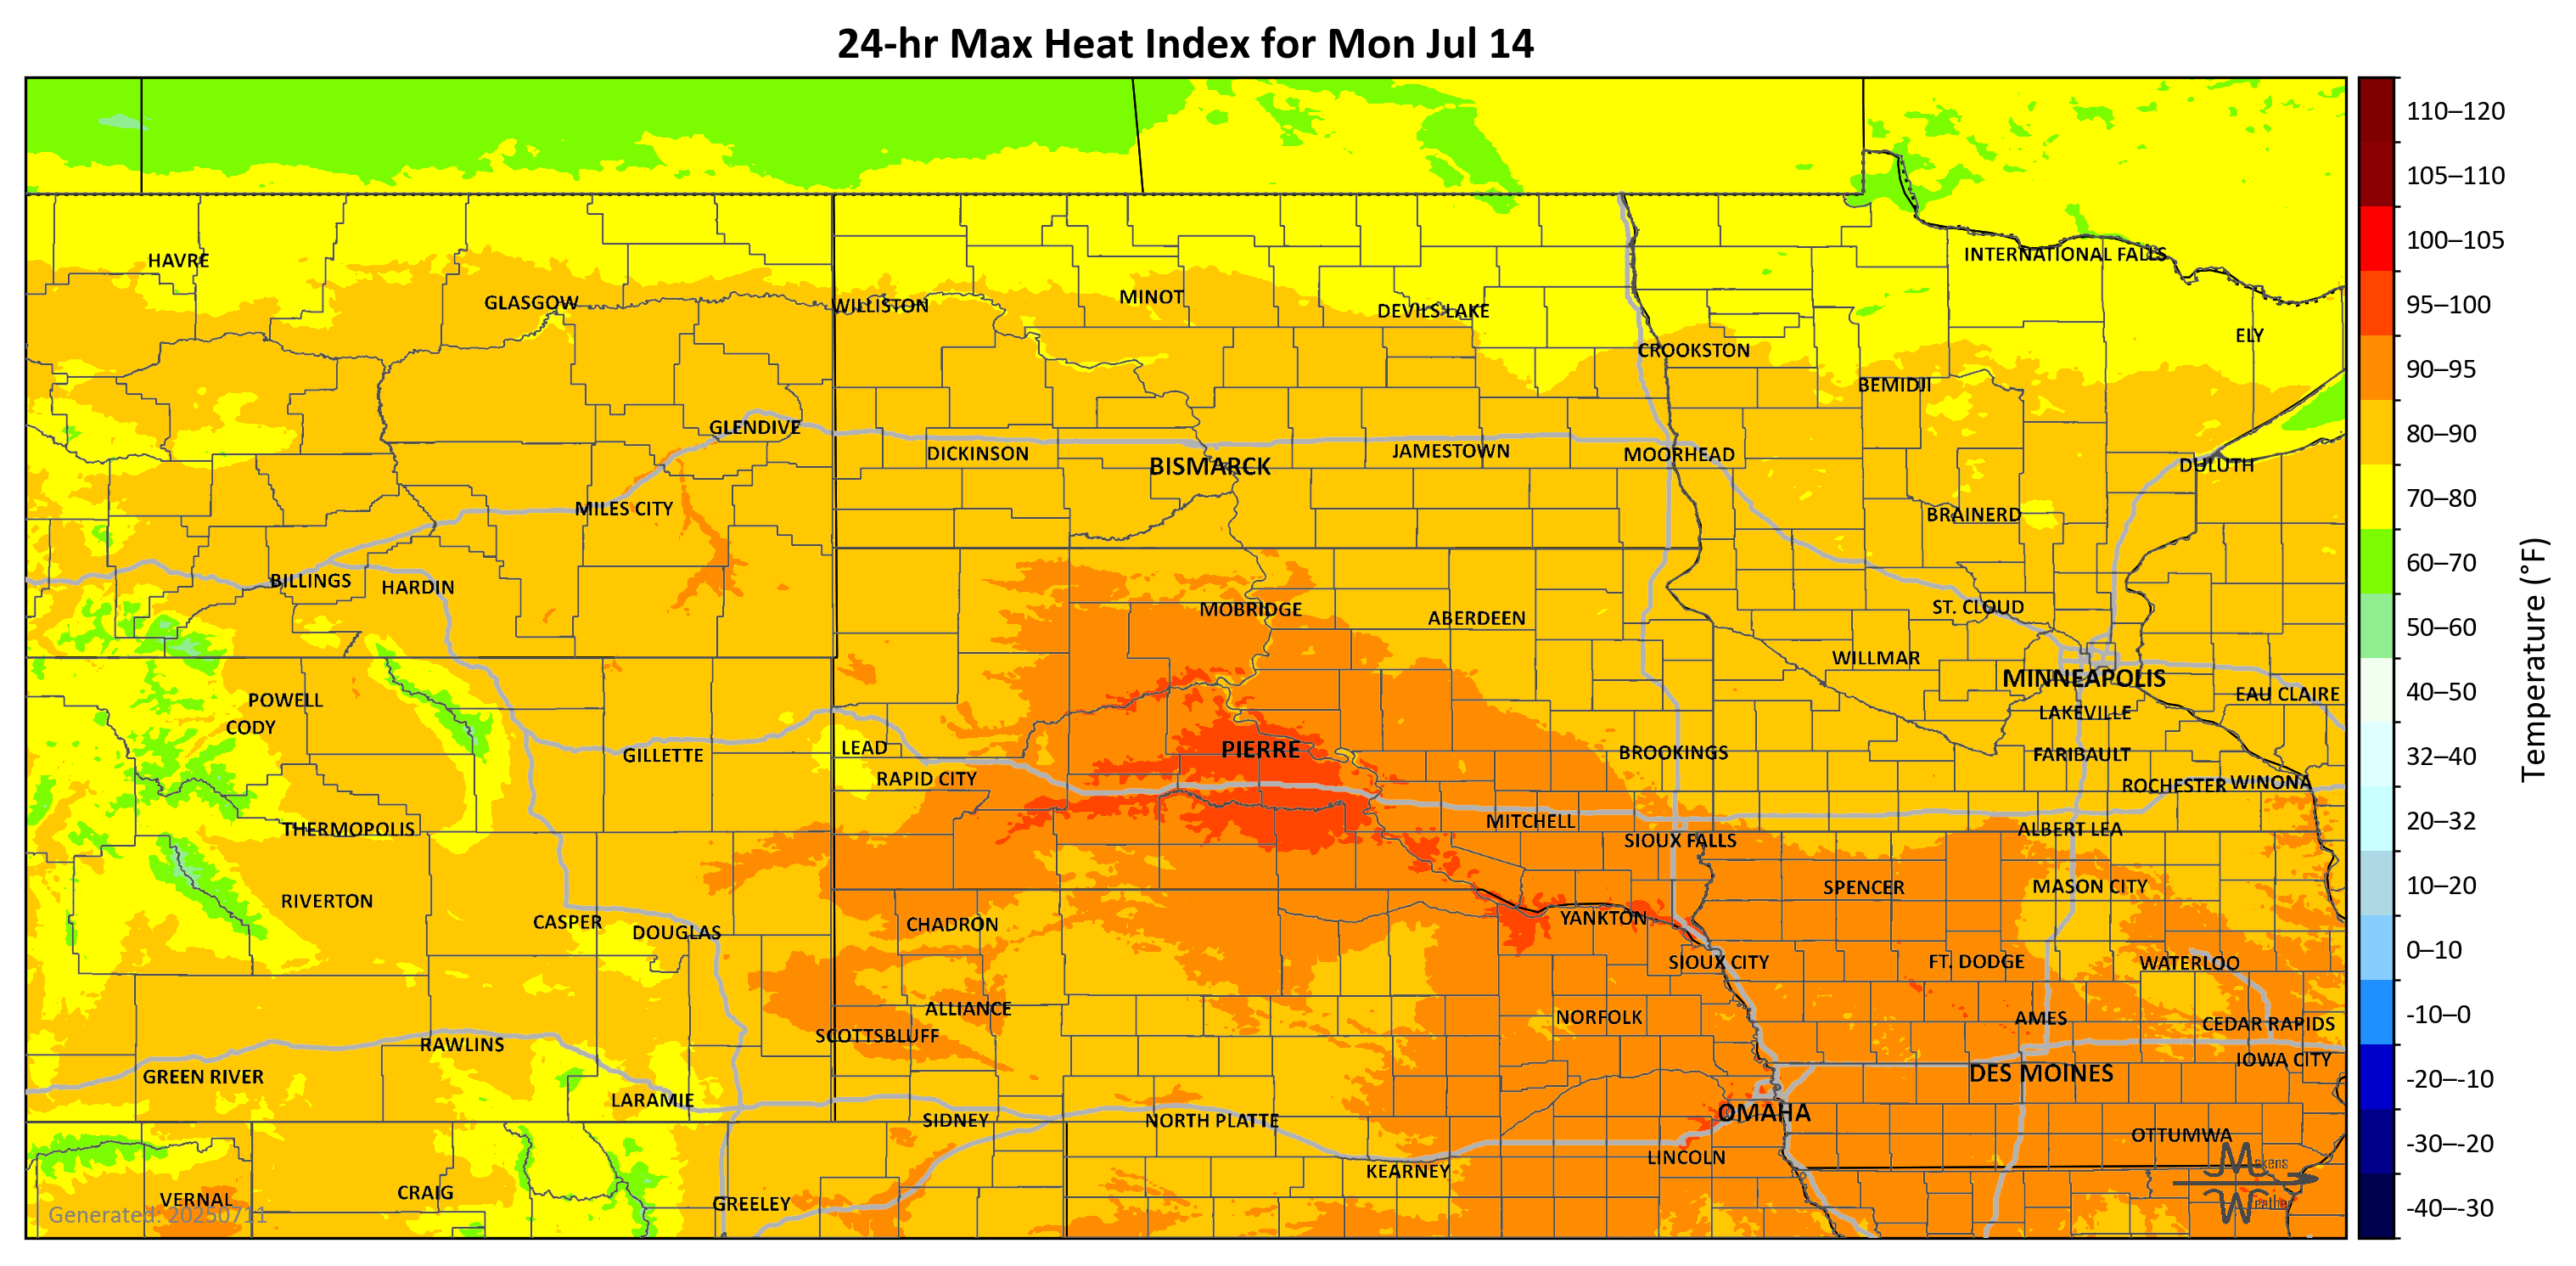 24-hr Max Heat Index for Mon Jul 14
110–120
105–110
HAVRE
INTERNATIONAL FALLS
100–105
GLASGOW
WILLISTON
MINOT
DEVILS LAKE
95–100
CROOKSTON
ELY
BEMIDJI
90–95
GLENDIVE
DICKINSON
BISMARCK
JAMESTOWN
MOORHEAD
DULUTH
80–90
MILES CITY
BRAINERD
70–80
BILLINGS
HARDIN
60–70
MOBRIDGE
ABERDEEN
ST. CLOUD
50–60
WILLMAR
MINNEAPOLIS
POWELL
EAU CLAIRE
40–50
CODY
LAKEVILLE
GILLETTE
LEAD
PIERRE
BROOKINGS
FARIBAULT
32–40
Temperature (°F)
RAPID CITY
ROCHESTER
WINONA
THERMOPOLIS
MITCHELL
SIOUX FALLS
ALBERT LEA
20–32
RIVERTON
SPENCER
MASON CITY
10–20
CASPER
DOUGLAS
CHADRON
YANKTON
SIOUX CITY
FT. DODGE
WATERLOO
0–10
ALLIANCE
SCOTTSBLUFF
NORFOLK
AMES
CEDAR RAPIDS
-10–0
RAWLINS
GREEN RIVER
IOWA CITY
DES MOINES
-20–-10
LARAMIE
SIDNEY
NORTH PLATTE
OMAHA
OTTUMWA
-30–-20
LINCOLN
KEARNEY
VERNAL
CRAIG
GREELEY
Makens
Weather
-40–-30
Generated: 20250711